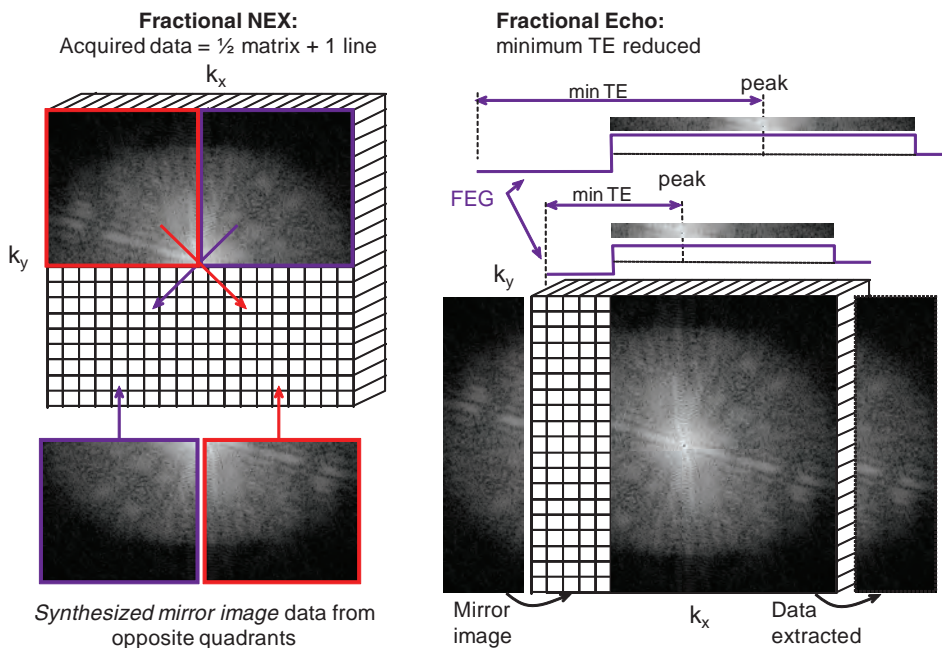 Fractional NEX:
Acquired data = ½ matrix + 1 line
kx
ky
Synthesized mirror image data from
opposite quadrants
Fractional Echo:
minimum TE reduced
peak
min TE
FEG
peak
min TE
ky
Mirror
image
kx
Data
extracted